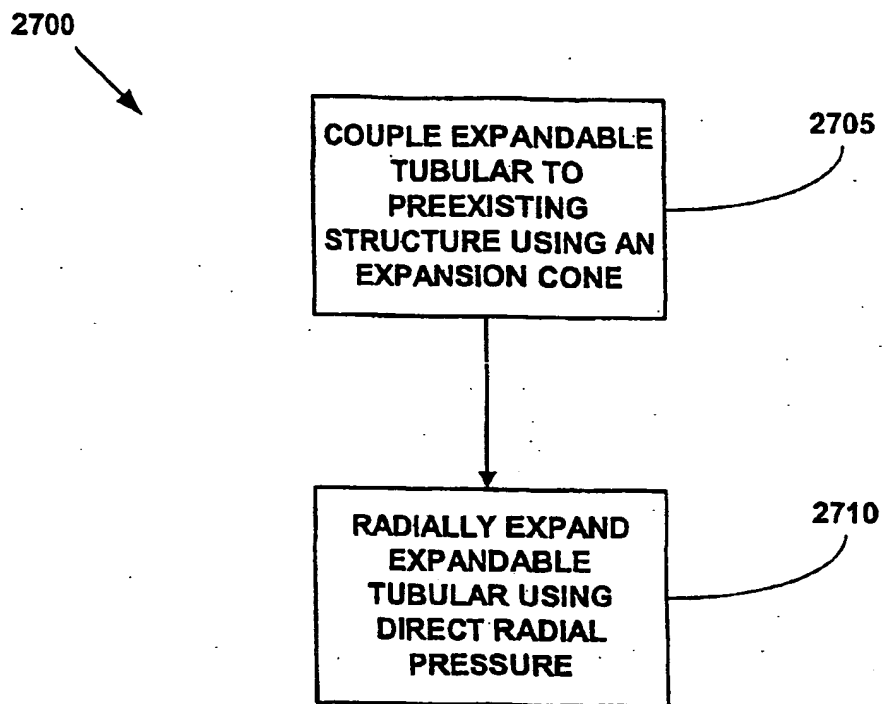 2700
COUPLE EXPANDABLE
TUBULAR TO
PREEXISTING
STRUCTURE USING AN
EXPANSION CONE
2705
RADIALLY EXPAND
EXPANDABLE
TUBULAR USING
DIRECT RADIAL
PRESSURE
2710